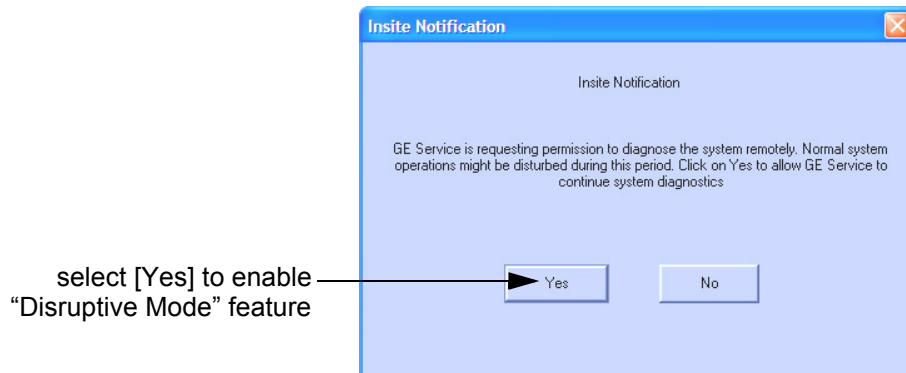 Insite Notification
Insite Notification
GE Service is requesting permission to diagnose the system remotely. Normal system
operations might be disturbed during this period. Click on Yes to allow GE Service to
continue system diagnostics
select [Yes] to enable
“Disruptive Mode” feature
Yes
No